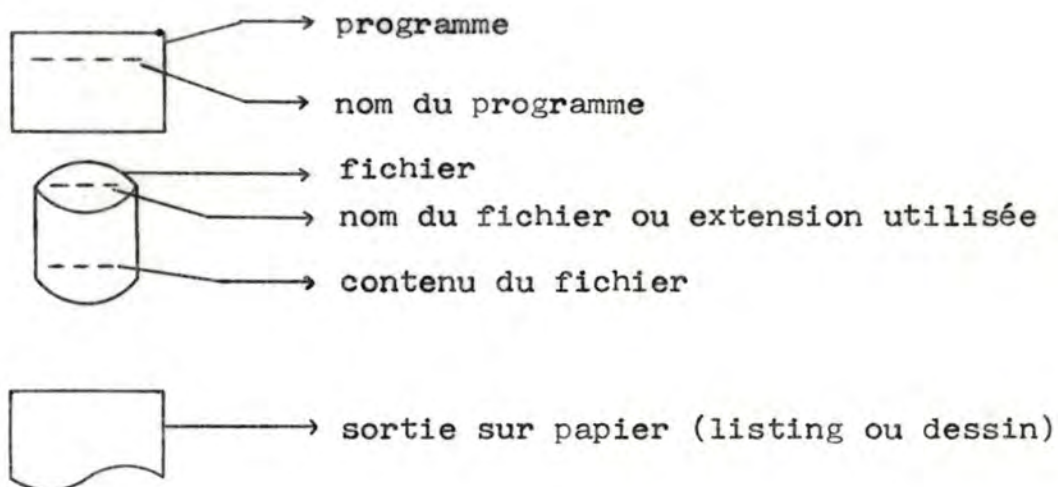 programme
nom du programme
fichier
nom du fichier ou extension utilisée
contenu du fichier
sortie sur papier (listing ou dessin)